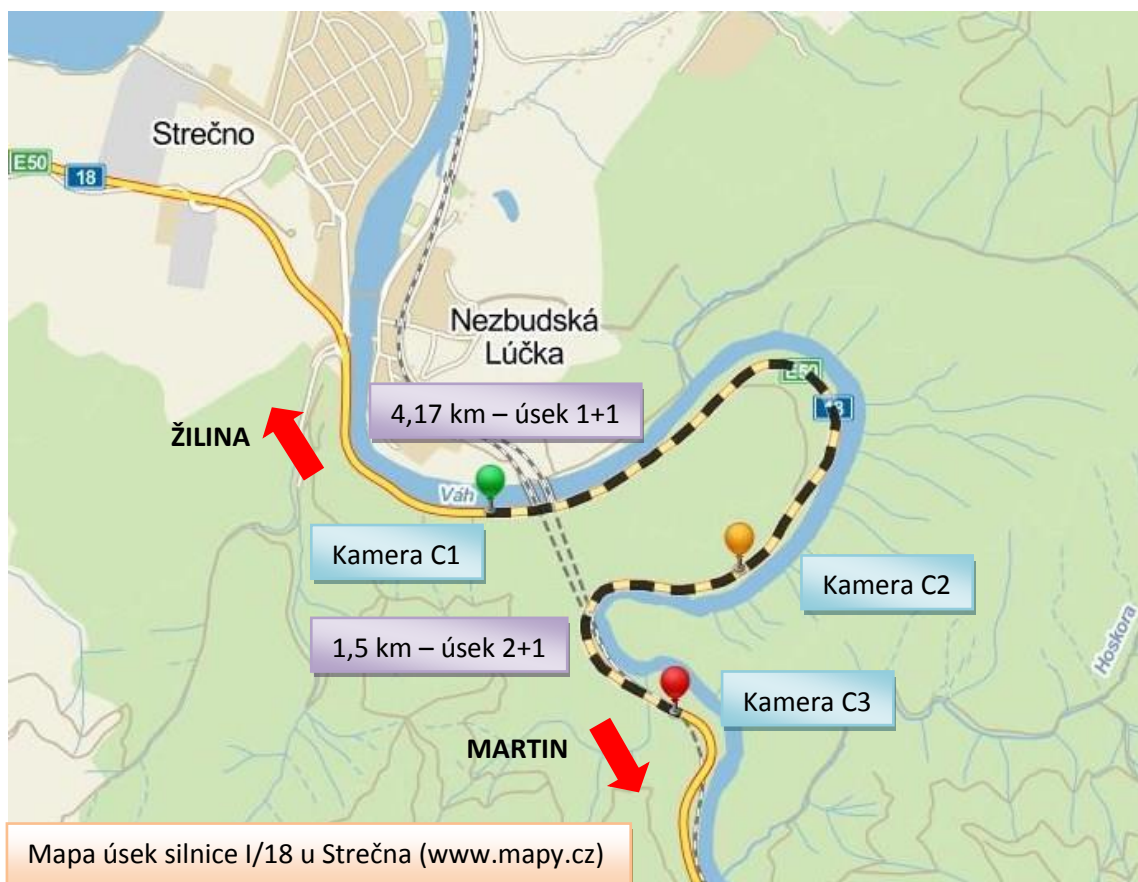 Strečno
E50
18
Nezbudská
Lúčka
E50
18
4,17 km – úsek 1+1
ŽILINA
Váh
Kamera C1
Kamera C2
Hoskora
1,5 km – úsek 2+1
Kamera C3
MARTIN
Mapa úsek silnice I/18 u Strečna (www.mapy.cz)